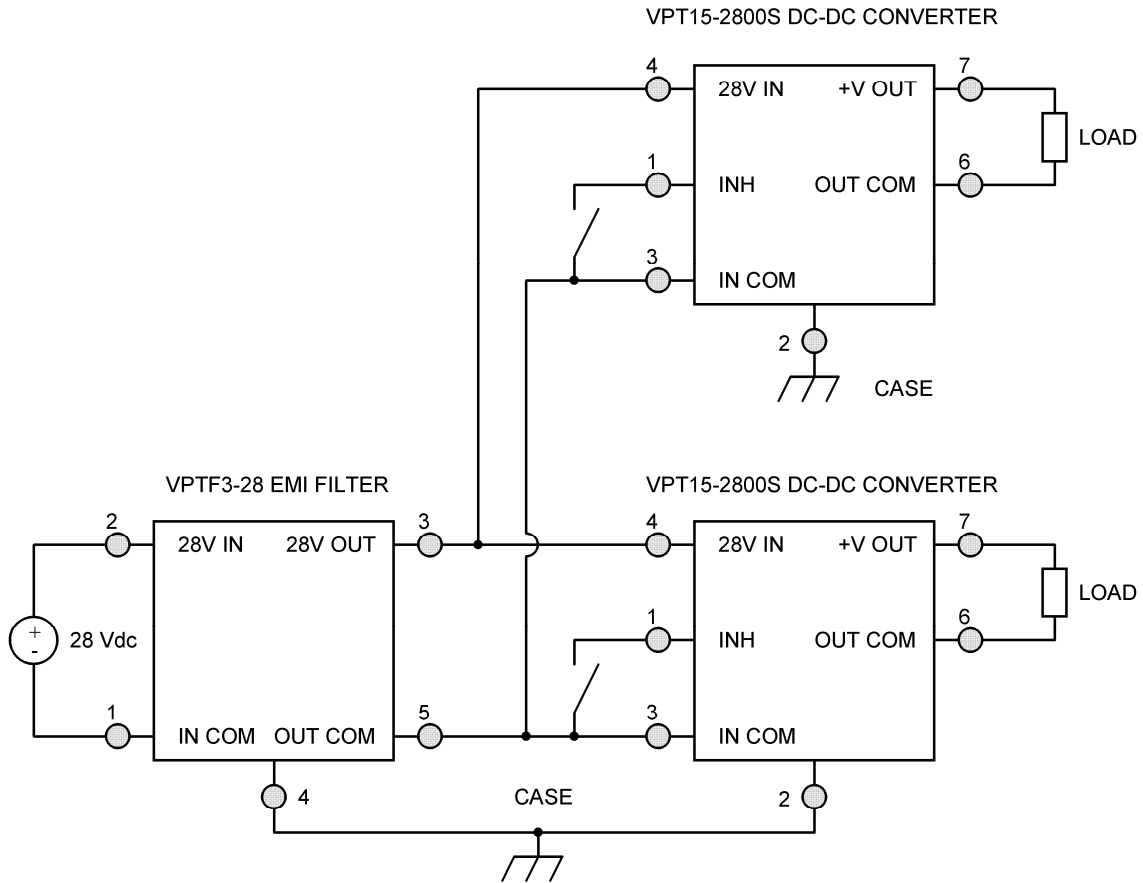 VPT15-2800S DC-DC CONVERTER
4
7
28V IN
+V OUT
LOAD
1
6
INH
OUT COM
3
IN COM
2
CASE
VPTF3-28 EMI FILTER
VPT15-2800S DC-DC CONVERTER
2
3
4
7
28V IN
28V OUT
28V IN
+V OUT
LOAD
1
6
+
-
28 Vdc
INH
OUT COM
1
5
3
IN COM
OUT COM
IN COM
4
CASE
2